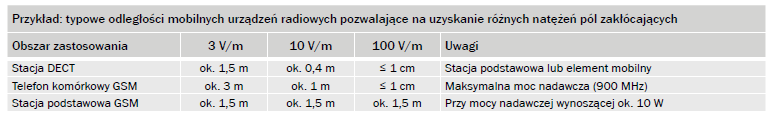 Przykład: typowe odległości mobilnych urządzeń radiowych pozwalające na uzyskanie różnych natężeń pól zakłócających
Obszar zastosowania 3 V/m 10 V/m 100 V/m Uwagi
Stacja DECT ok. 1,5 m ok. 0,4 m ≤ 1 cm Stacja podstawowa lub element mobilny
Telefon komórkowy GSM ok. 3 m ok. 1 m ≤ 1 cm Maksymalna moc nadawcza (900 MHz)
Stacja podstawowa GSM ok. 1,5 m ok. 1,5 m ok. 1,5 m Przy mocy nadawczej wynoszącej ok. 10 W